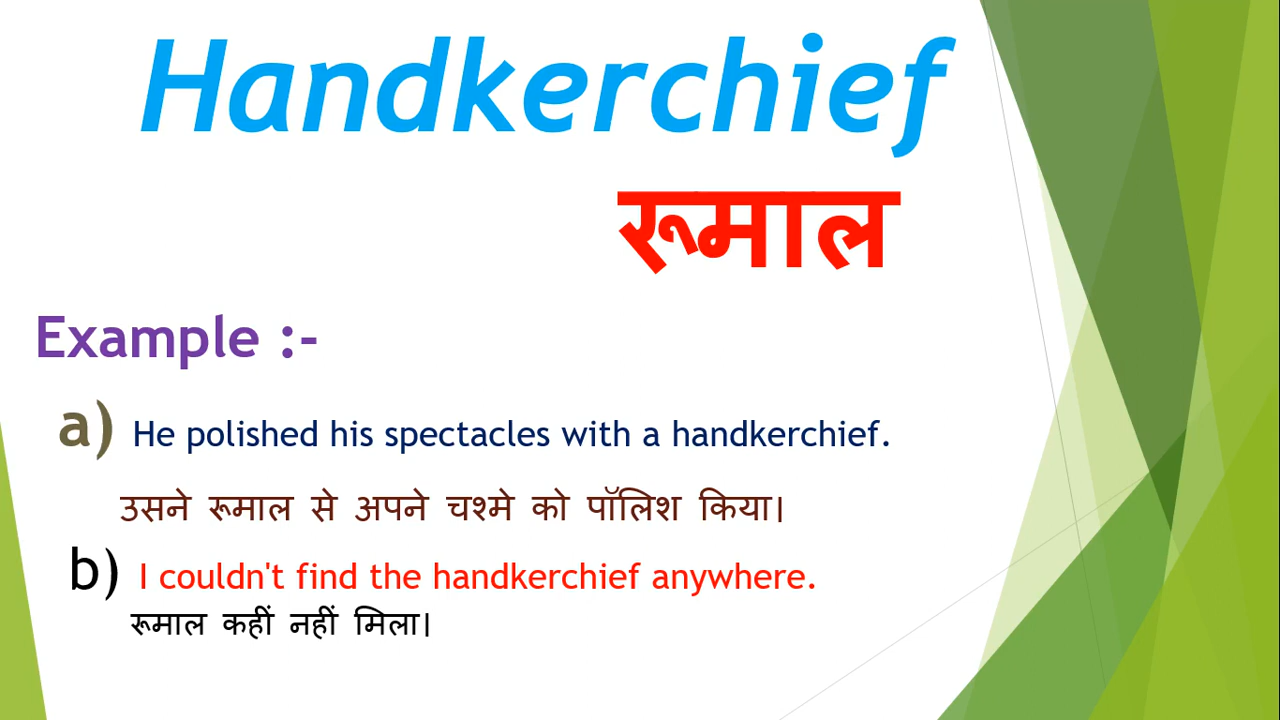 Handkerchief
रूमाल
Example :-
a) He polished his spectacles with a handkerchief.
उसने रूमाल से अपने चश्मे को पॉलिश किया।
b) I couldn't find the handkerchief anywhere.
रूमाल कहीं नहीं मिला।